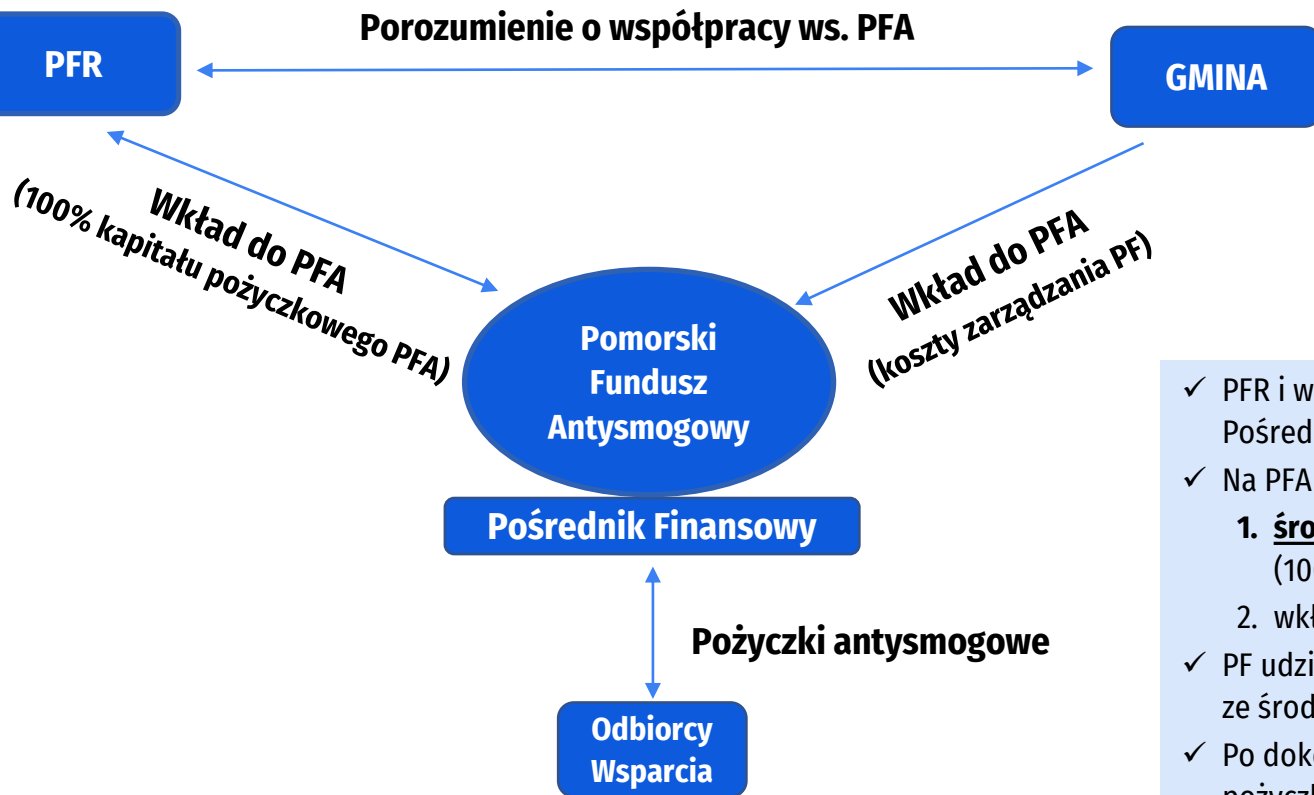 Porozumienie o współpracy ws. PFA
PFR
GMINA
Wkład do PFA
(100% kapitału pożyczkowego PFA)
Wkład do PFA
(koszty zarządzania PF)
Pomorski
Fundusz
Antysmogowy
Pośrednik Finansowy
Pożyczki antysmogowe
Odbiorcy
Wsparcia
✓ PFR i w
Pośred
✓ Na PFA
1. śro
(10
2. wkł
✓ PF udzi
ze środ
✓ Po doko